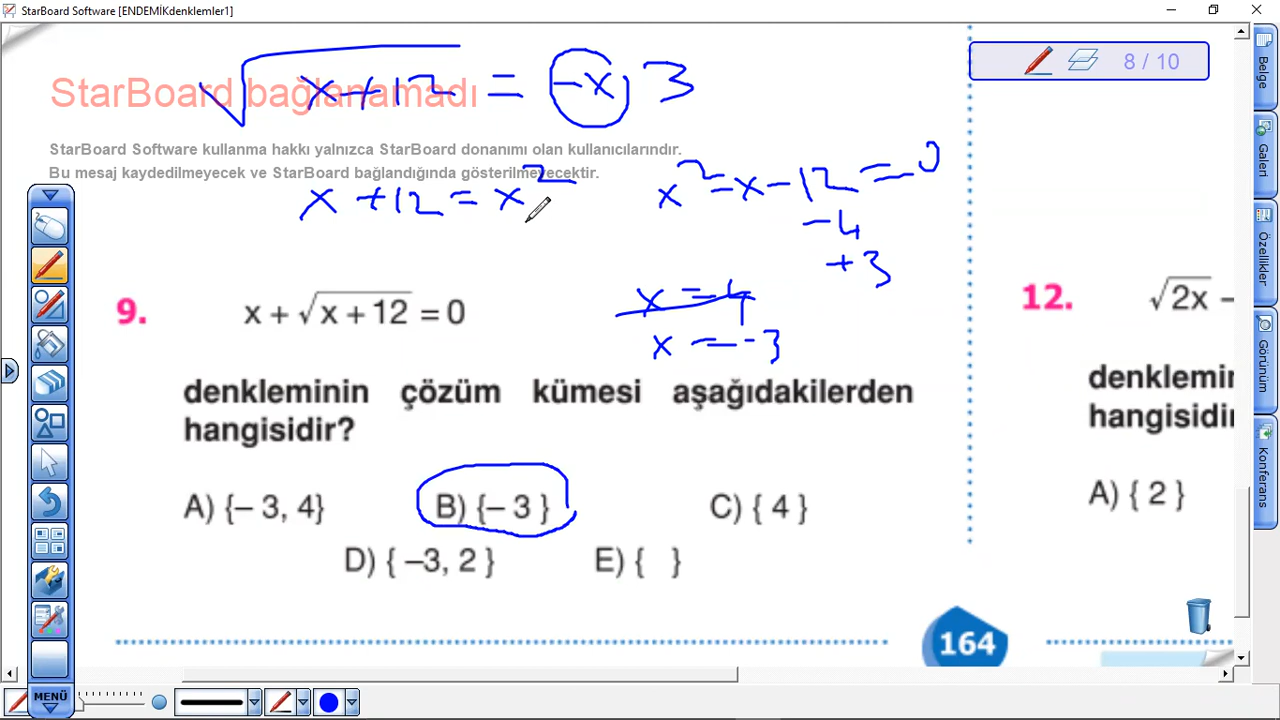 StarBoard Software [ENDEMİKdenklemler1]
8 / 10
StarBoard bağlanamadı
√x+12 = -x 3
StarBoard Software kullanma hakkı yalnızca StarBoard donanımı olan kullanıcılarındır.
Bu mesaj kaydedilmeyecek ve StarBoard bağlandığında gösterilmeyecektir.
x + 12 = x²
x² - x - 12 = 0
-4
+3
x = 4
x = -3
9. x + √x + 12 = 0
denkleminin çözüm kümesi aşağıdakilerden
hangisidir?
A) {– 3, 4} B) {– 3 } C) { 4 }
D) { –3, 2 } E) { }
164
12. √2x –
denklemin
hangisidir
A) { 2 }
MENÜ
Belge
Galeri
Özellikler
Görünüm
Konferans